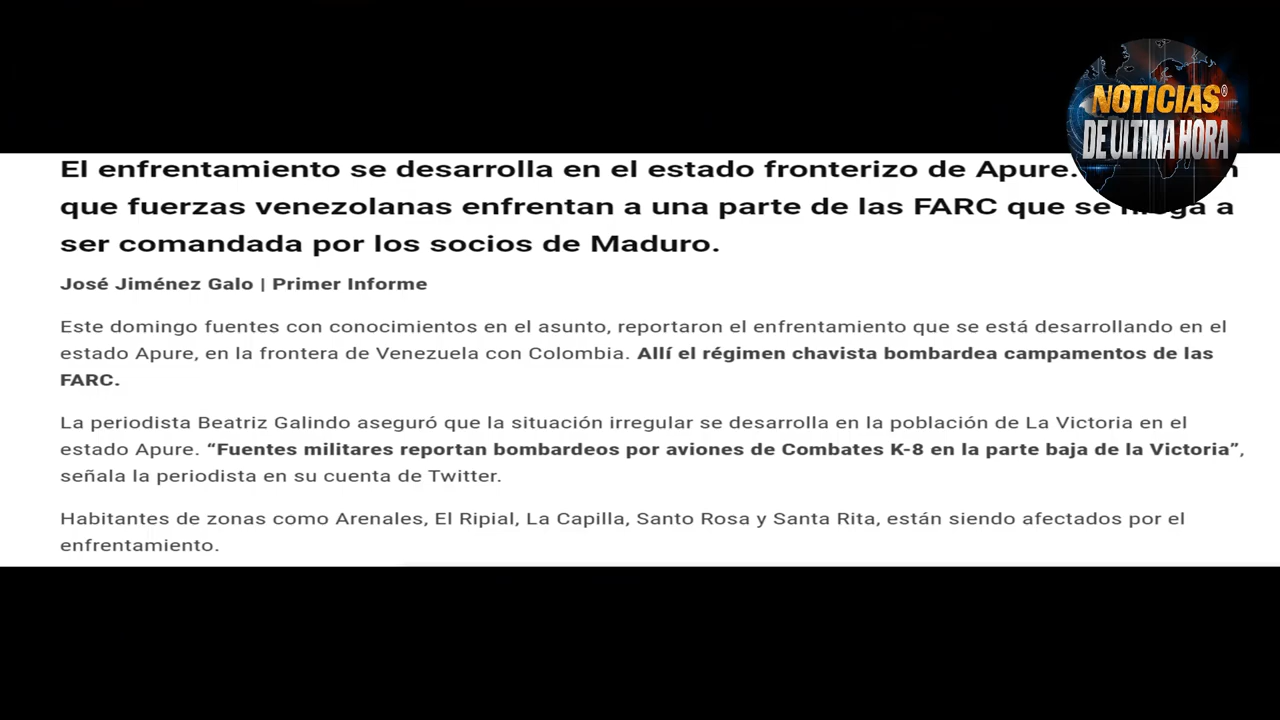 NOTICIAS®
DE ULTIMA HORA
El enfrentamiento se desarrolla en el estado fronterizo de Apure.
que fuerzas venezolanas enfrentan a una parte de las FARC que se niega a
ser comandada por los socios de Maduro.
José Jiménez Galo | Primer Informe
Este domingo fuentes con conocimientos en el asunto, reportaron el enfrentamiento que se está desarrollando en el
estado Apure, en la frontera de Venezuela con Colombia. Allí el régimen chavista bombardea campamentos de las
FARC.
La periodista Beatriz Galindo aseguró que la situación irregular se desarrolla en la población de La Victoria en el
estado Apure. “Fuentes militares reportan bombardeos por aviones de Combates K-8 en la parte baja de la Victoria”,
señala la periodista en su cuenta de Twitter.
Habitantes de zonas como Arenales, El Ripial, La Capilla, Santo Rosa y Santa Rita, están siendo afectados por el
enfrentamiento.